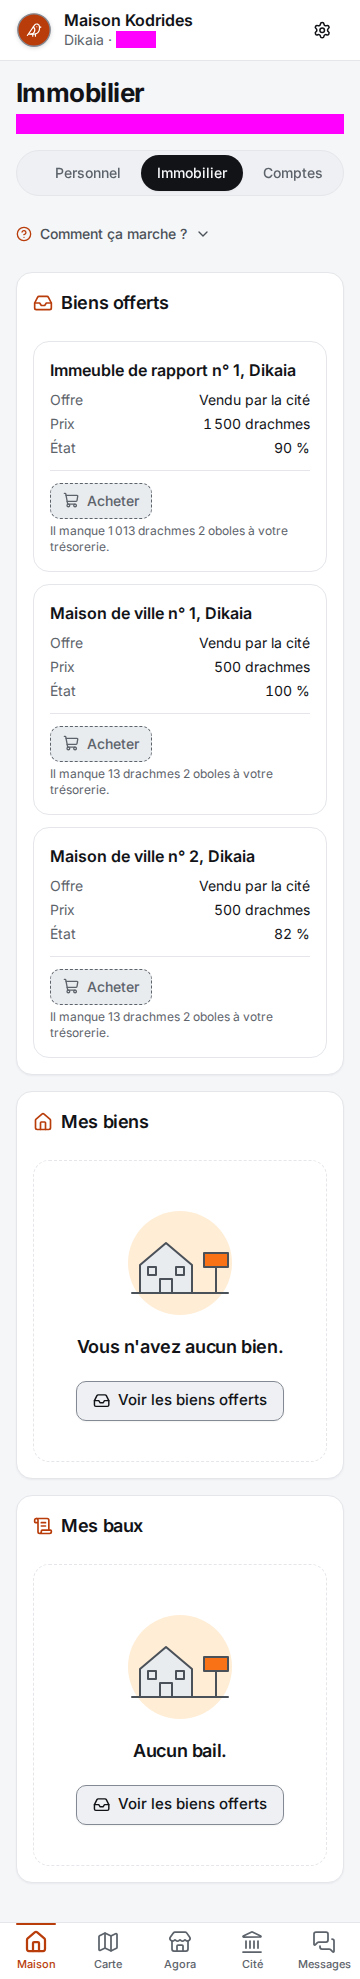 Maison Kodrides
Dikaia ·
Immobilier
Personnel
Immobilier
Comptes
Comment ça marche ?
Biens offerts
Immeuble de rapport n° 1, Dikaia
Offre Vendu par la cité
Prix 1 500 drachmes
État 90 %
Acheter
Il manque 1 013 drachmes 2 oboles à votre
trésorerie.
Maison de ville n° 1, Dikaia
Offre Vendu par la cité
Prix 500 drachmes
État 100 %
Acheter
Il manque 13 drachmes 2 oboles à votre
trésorerie.
Maison de ville n° 2, Dikaia
Offre Vendu par la cité
Prix 500 drachmes
État 82 %
Acheter
Il manque 13 drachmes 2 oboles à votre
trésorerie.
Mes biens
Vous n'avez aucun bien.
Voir les biens offerts
Mes baux
Aucun bail.
Voir les biens offerts
Maison
Carte
Agora
Cité
Messages